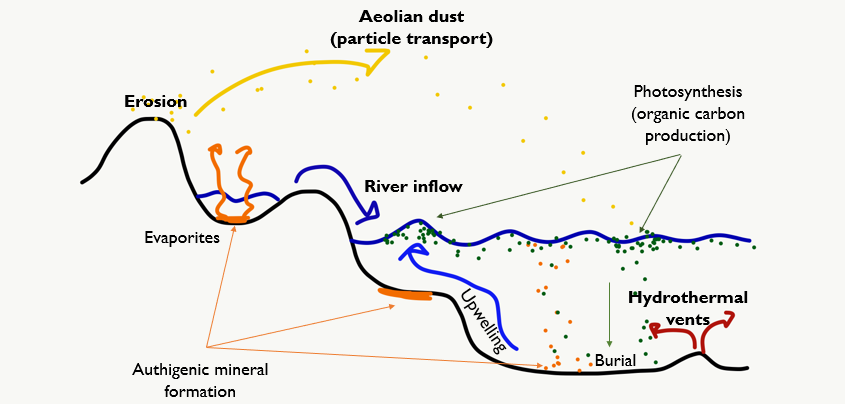 Aeolian dust
(particle transport)
Photosynthesis
(organic carbon
production)
Erosion
River inflow
Evaporites
Upwelling
Hydrothermal
vents
Burial
Authigenic mineral
formation